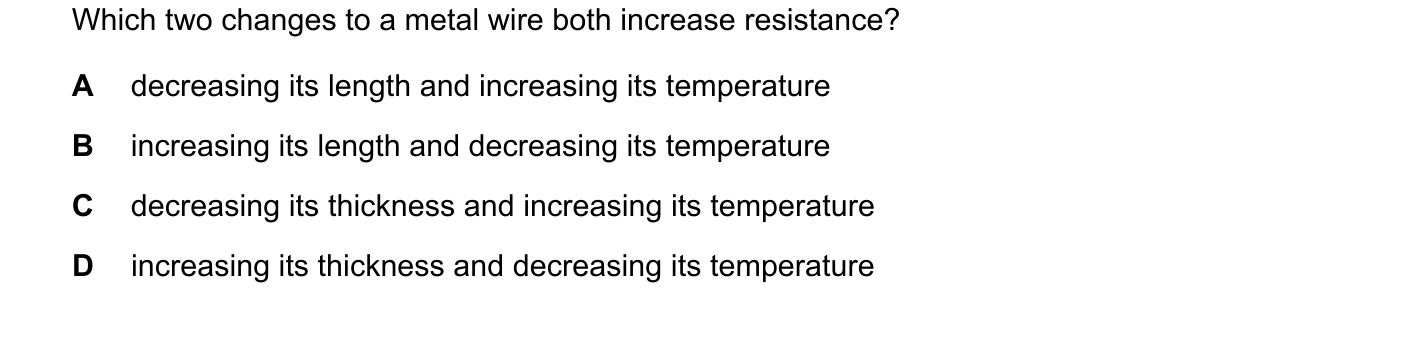 Which two changes to a metal wire both increase resistance?
A decreasing its length and increasing its temperature
B increasing its length and decreasing its temperature
C decreasing its thickness and increasing its temperature
D increasing its thickness and decreasing its temperature